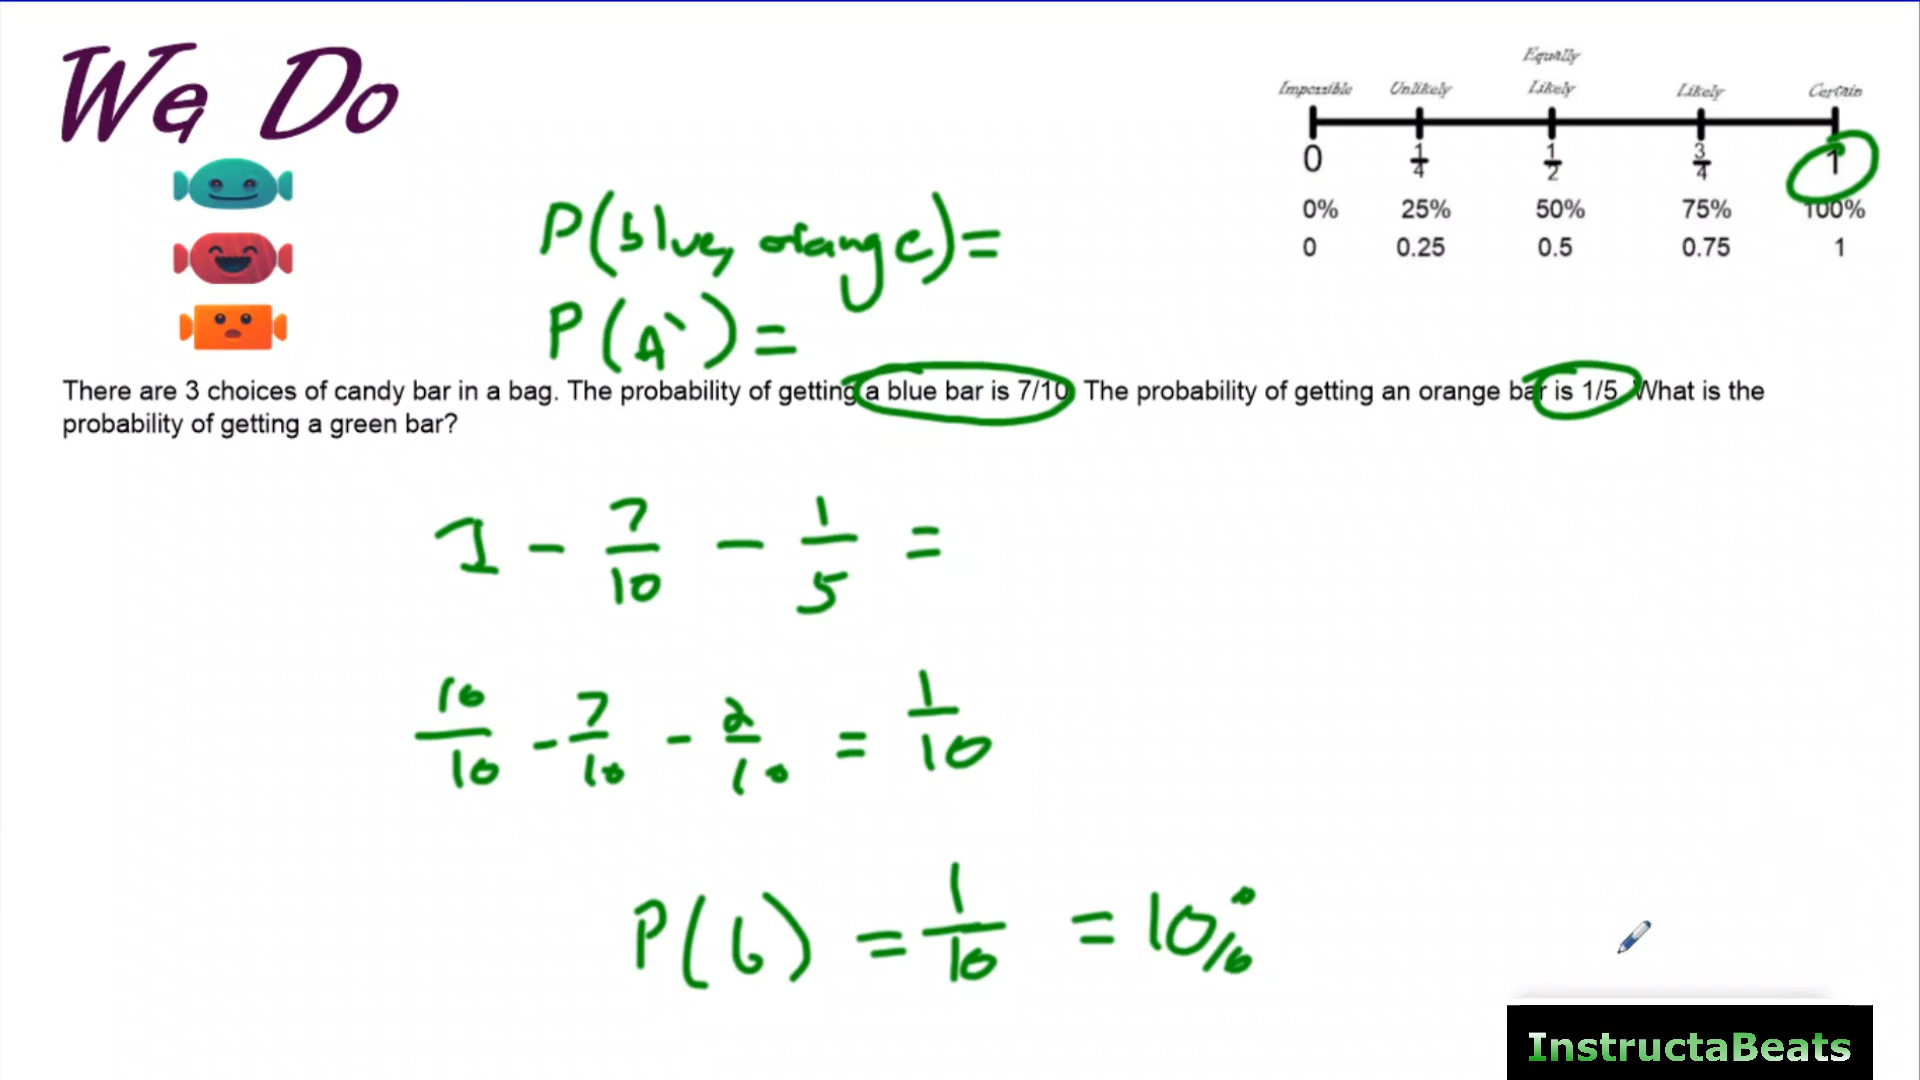 We Do
Equally
Impossible Unlikely Likely Likely Certain
0 1/4 1/2 3/4 1
0% 25% 50% 75% 100%
0 0.25 0.5 0.75 1
P(blue, orange)=
P(A`)=
There are 3 choices of candy bar in a bag. The probability of getting a blue bar is 7/10 The probability of getting an orange bar is 1/5 What is the
probability of getting a green bar?
1 - 7/10 - 1/5 =
10/10 - 7/10 - 2/10 = 1/10
P(G) = 1/10 = 10%
InstructaBeats